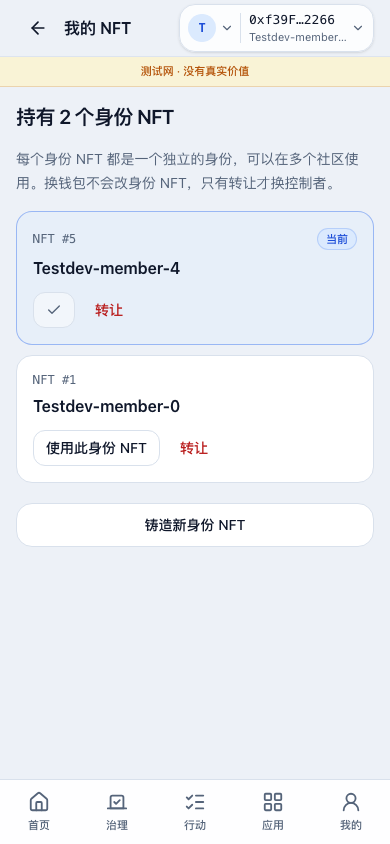 我的 NFT
T
0xf39F…2266
Testdev-member…
测试网 · 没有真实价值
持有 2 个身份 NFT
每个身份 NFT 都是一个独立的身份，可以在多个社区使
用。换钱包不会改身份 NFT，只有转让才换控制者。
NFT #5
当前
Testdev-member-4
转让
NFT #1
Testdev-member-0
使用此身份 NFT
转让
铸造新身份 NFT
首页
治理
行动
应用
我的